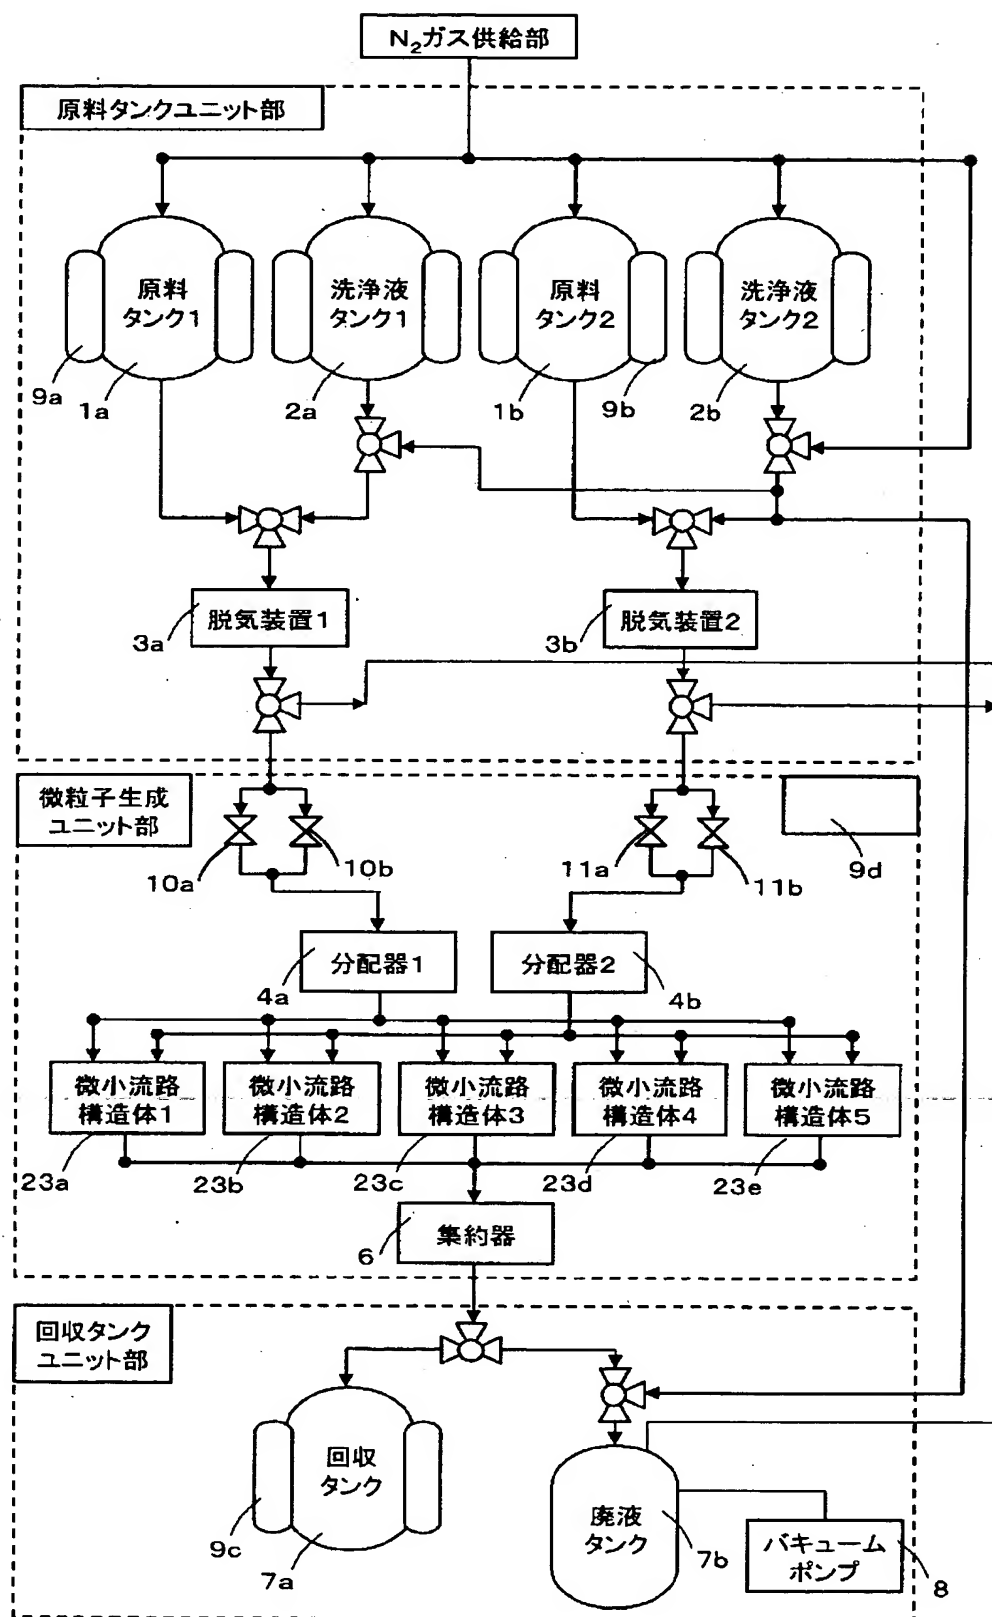 N₂ガス供給部
原料タンクユニット部
原料
タンク1
洗浄液
タンク1
原料
タンク2
洗浄液
タンク2
9a
1a
2a
1b
9b
2b
脱気装置1
脱気装置2
3a
3b
微粒子生成
ユニット部
10a
10b
11a
11b
9d
分配器1
分配器2
4a
4b
微小流路
構造体1
微小流路
構造体2
微小流路
構造体3
微小流路
構造体4
微小流路
構造体5
23a
23b
23c
23d
23e
集約器
6
回収タンク
ユニット部
回収
タンク
廃液
タンク
バキューム
ポンプ
9c
7a
7b
8